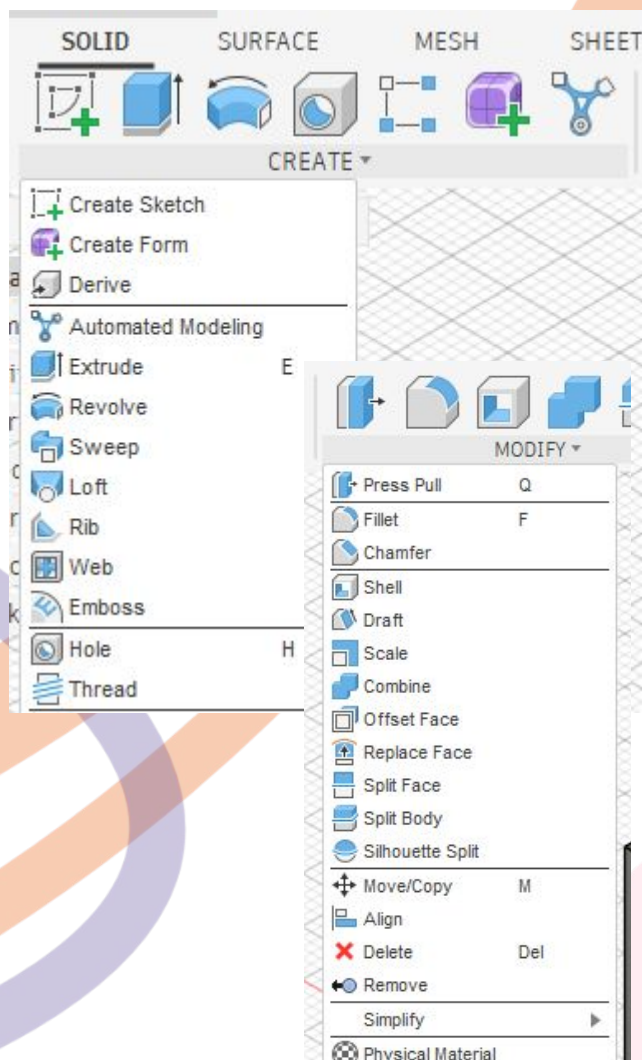 SOLID SURFACE MESH SHEET
CREATE
Create Sketch
Create Form
Derive
Automated Modeling
Extrude E
Revolve
Sweep
Loft
Rib
Web
Emboss
Hole H
Thread
MODIFY
Press Pull Q
Fillet F
Chamfer
Shell
Draft
Scale
Combine
Offset Face
Replace Face
Split Face
Split Body
Silhouette Split
Move/Copy M
Align
Delete Del
Remove
Simplify
Physical Material